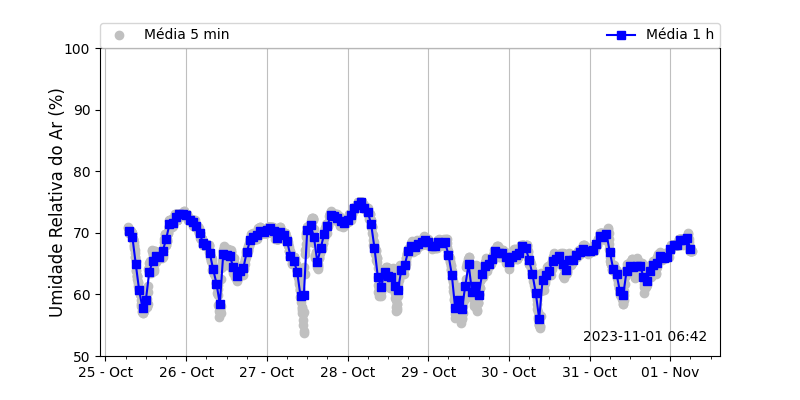 Média 5 min Média 1 h
Umidade Relativa do Ar (%)
100
90
80
70
60
50
2023-11-01 06:42
25 - Oct 26 - Oct 27 - Oct 28 - Oct 29 - Oct 30 - Oct 31 - Oct 01 - Nov